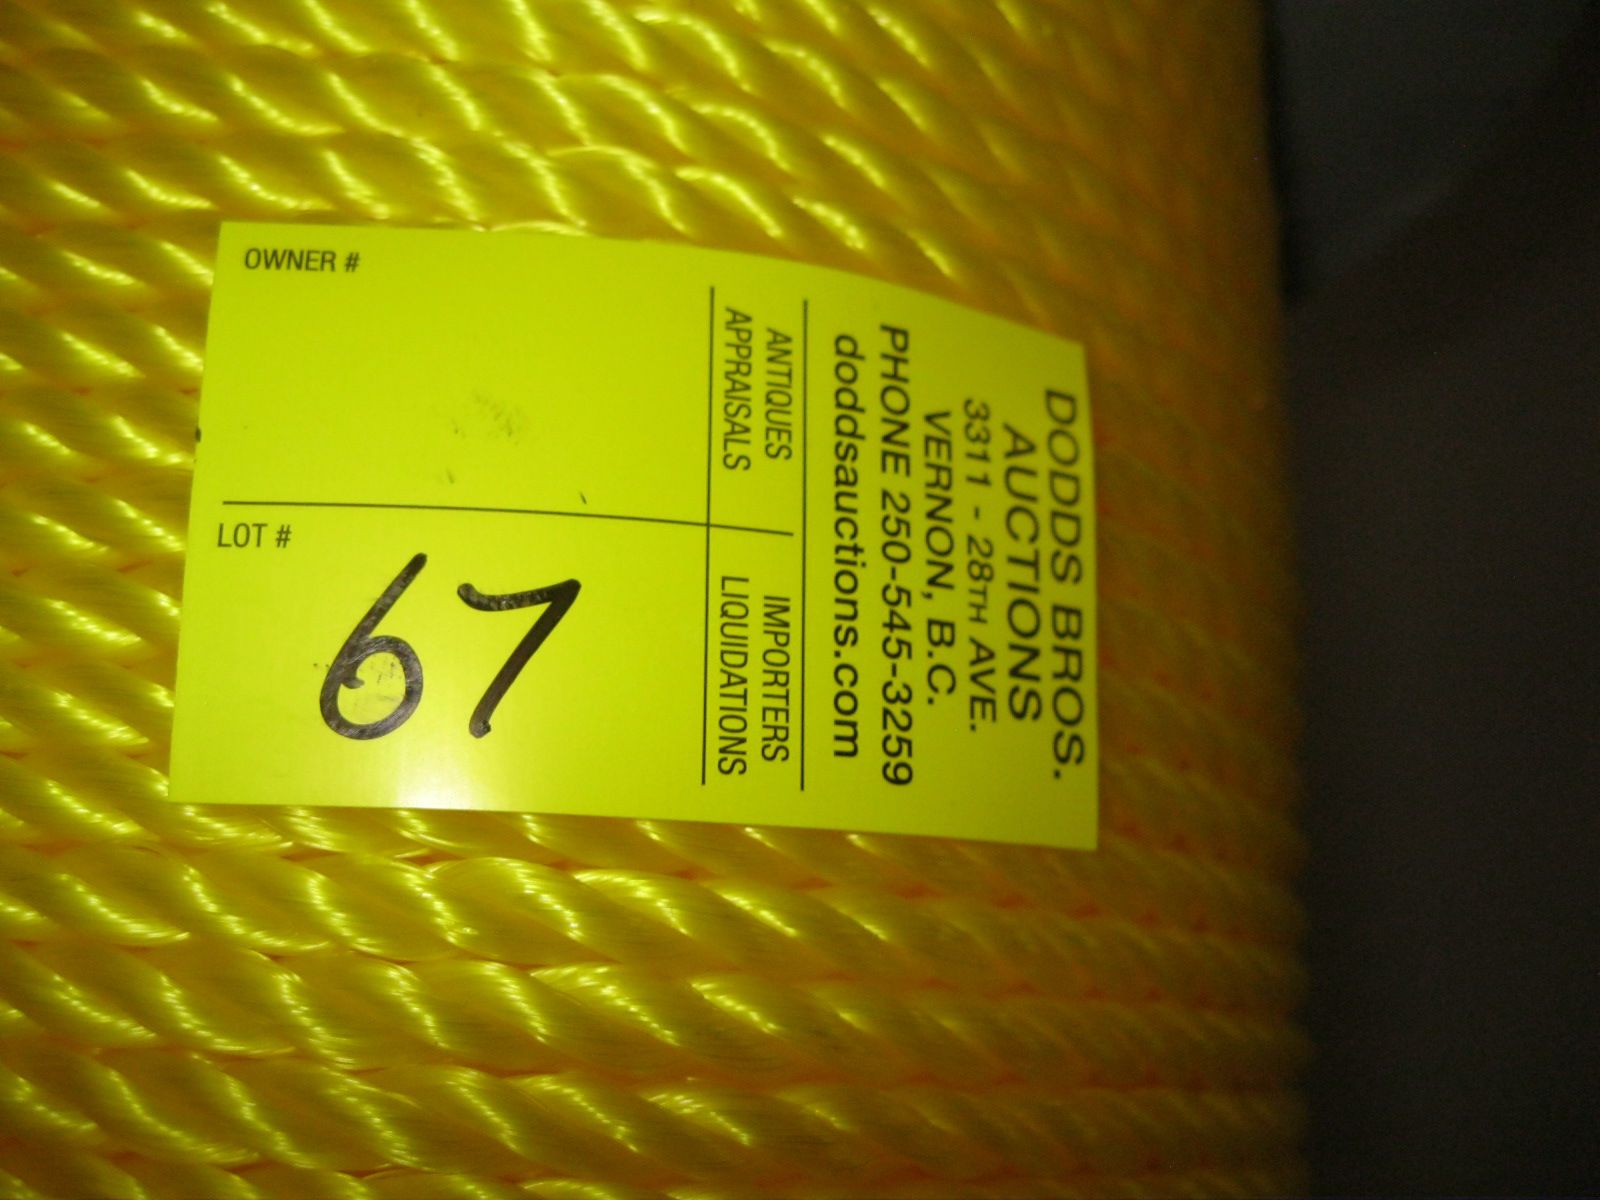 DODDS BROS.
AUCTIONS
3311 - 28TH AVE.
VERNON, B.C.
PHONE 250-545-3259
doddsauctions.com
ANTIQUES
APPRAISALS
IMPORTERS
LIQUIDATIONS
OWNER #
LOT #
67